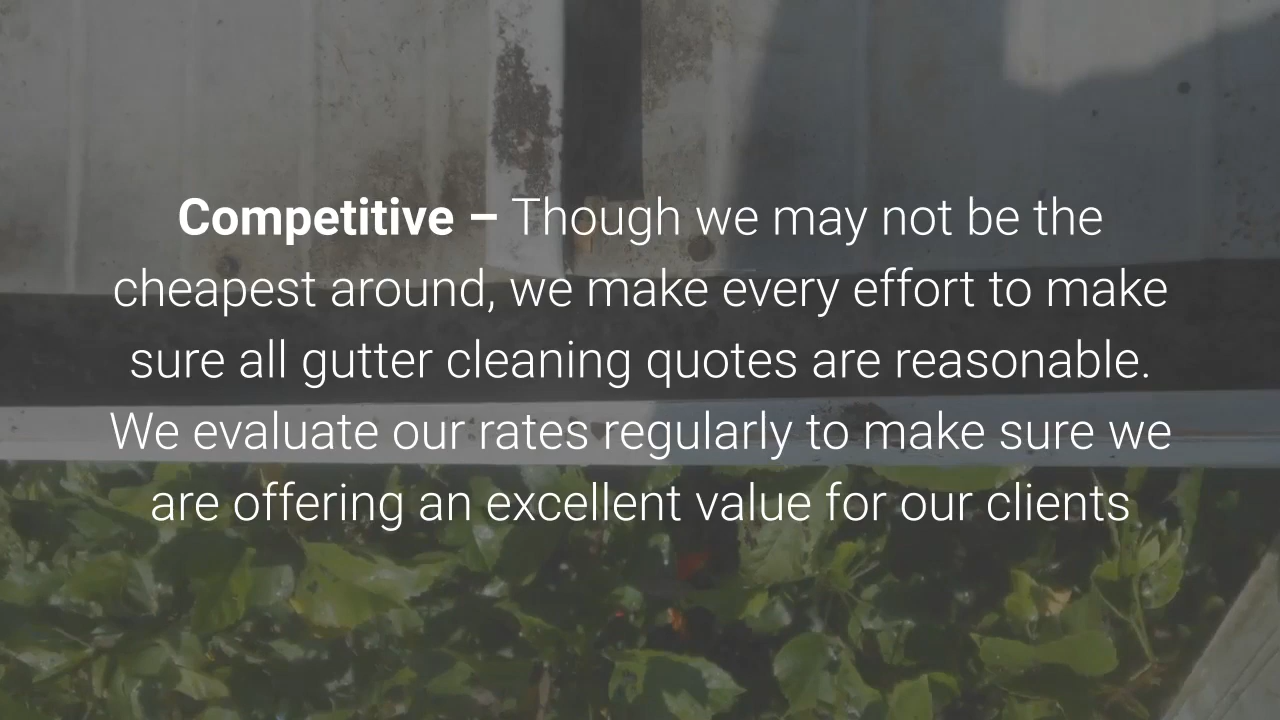 Competitive – Though we may not be the
cheapest around, we make every effort to make
sure all gutter cleaning quotes are reasonable.
We evaluate our rates regularly to make sure we
are offering an excellent value for our clients